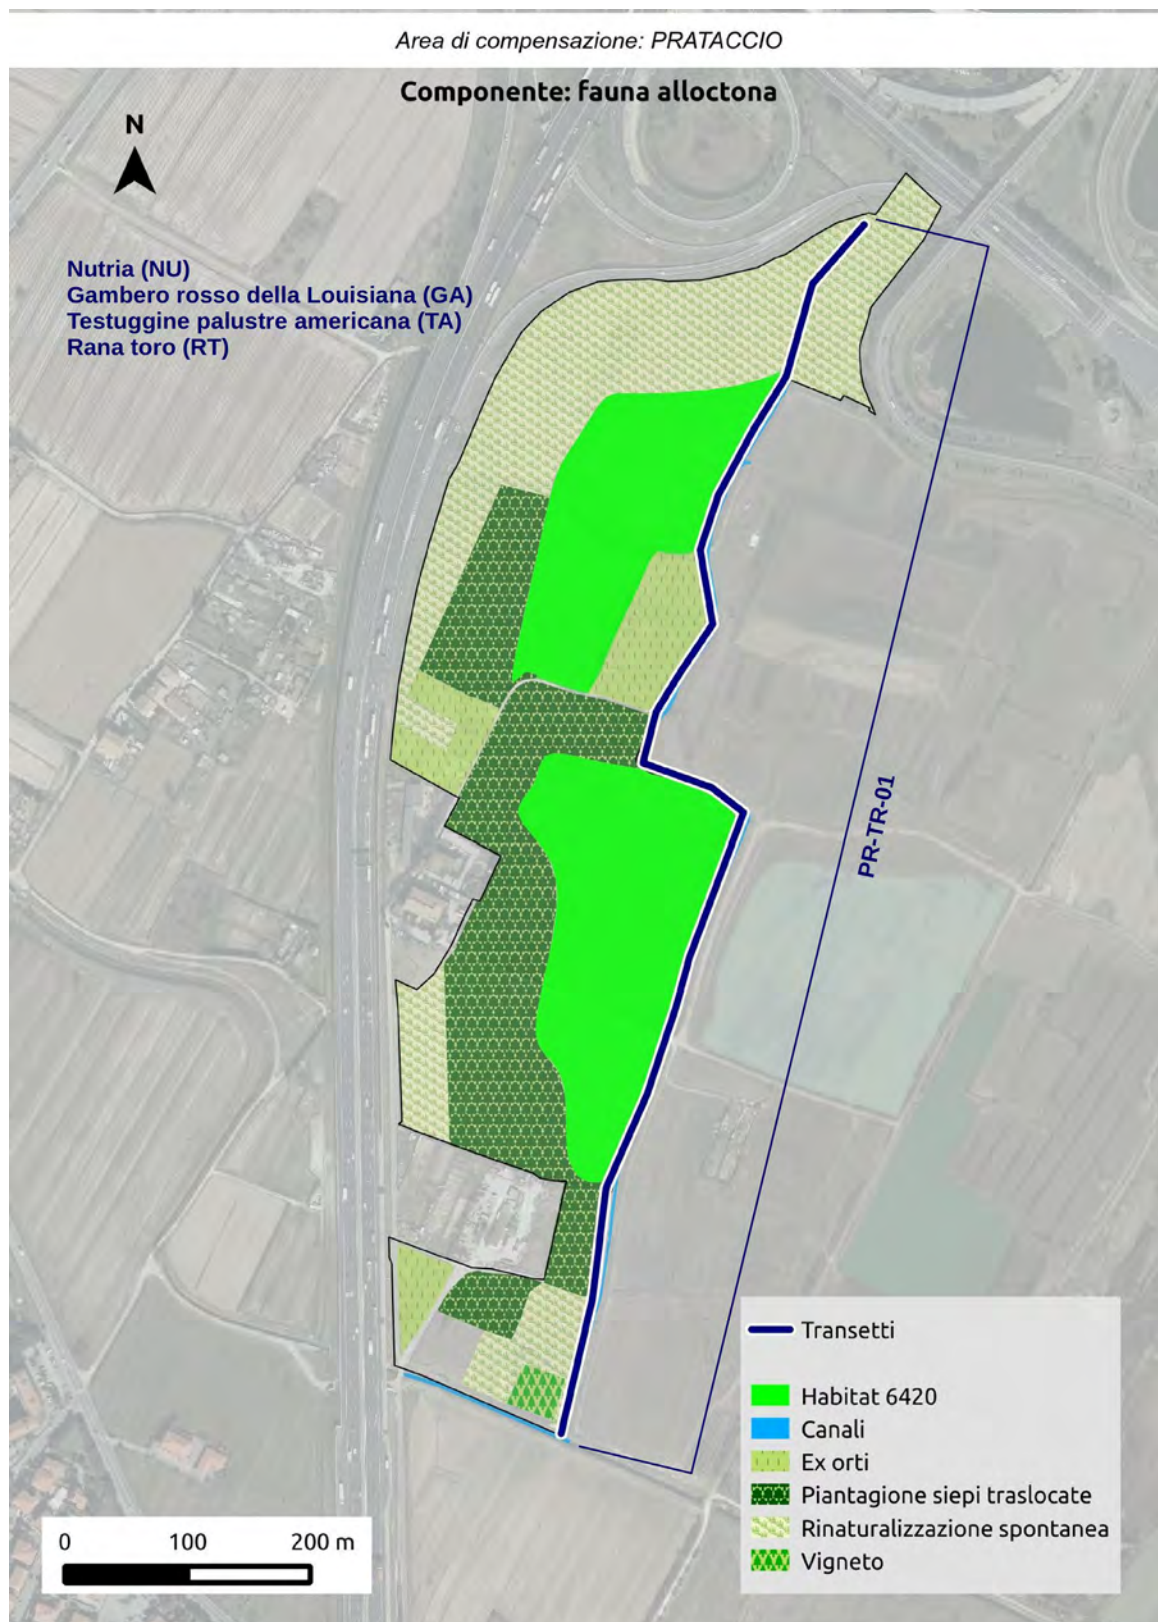 Area di compensazione: PRATACCIO
Componente: fauna alloctona
N
Nutria (NU)
Gambero rosso della Louisiana (GA)
Testuggine palustre americana (TA)
Rana toro (RT)
PR-TR-01
Transetti
Habitat 6420
Canali
Ex orti
Piantagione siepi traslocate
Rinaturalizzazione spontanea
Vigneto
0 100 200 m